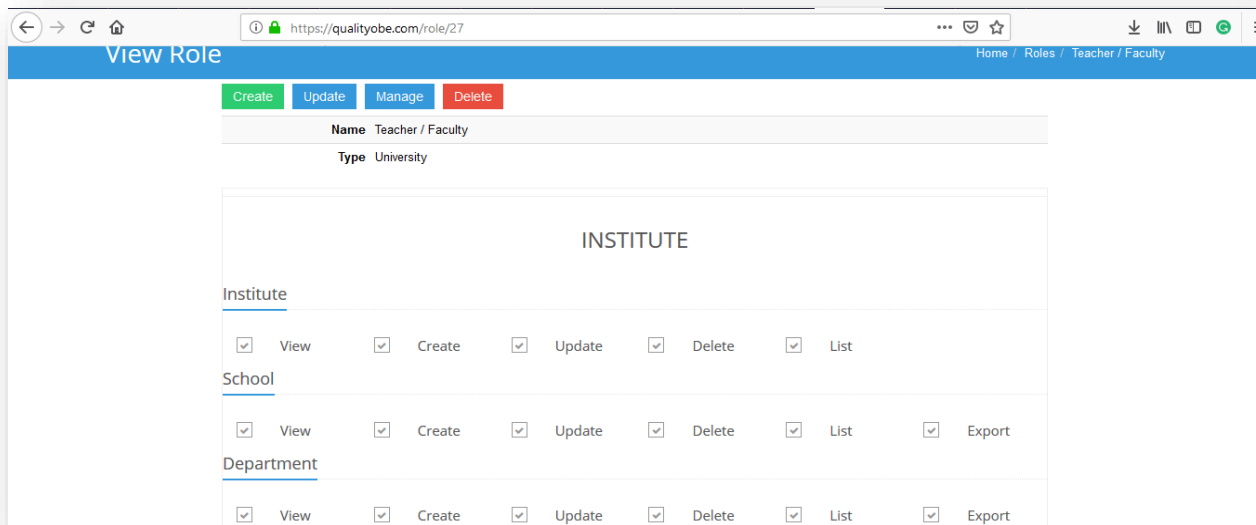 https://qualityobe.com/role/27
View Role
Home / Roles / Teacher / Faculty
Create Update Manage Delete
Name Teacher / Faculty
Type University
INSTITUTE
Institute
View Create Update Delete List
School
View Create Update Delete List Export
Department
View Create Update Delete List Export